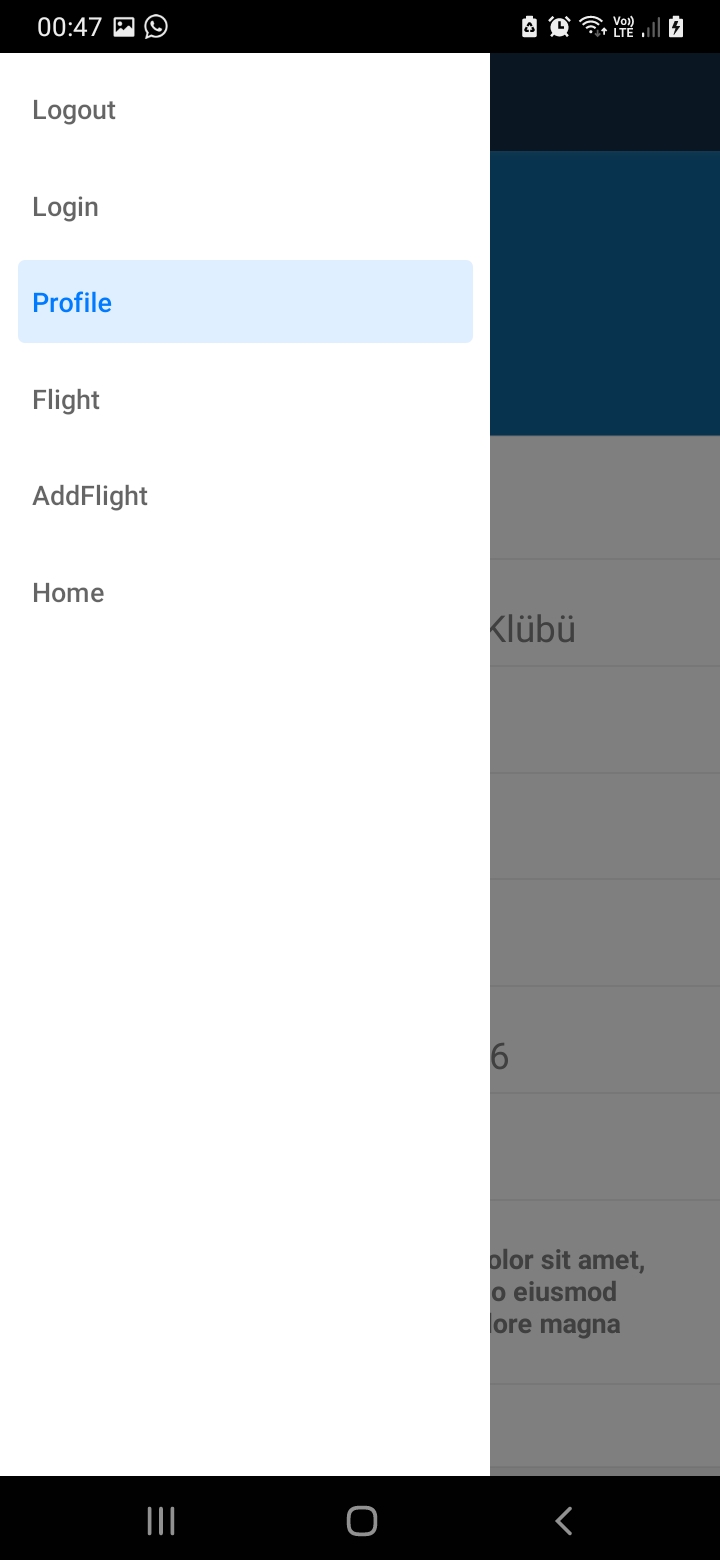 00:47
Vo)) LTE
Logout
Login
Profile
Flight
AddFlight
Home
Klübü
6
olor sit amet,
o eiusmod
lore magna